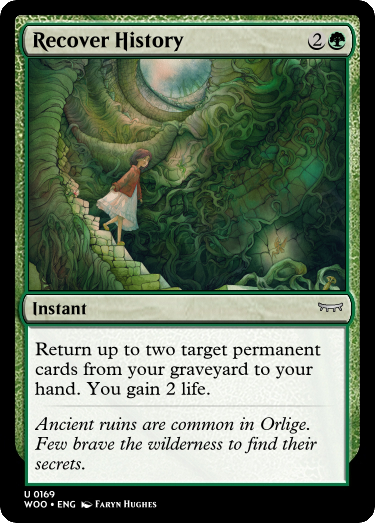 Recover History 2
Instant
Return up to two target permanent
cards from your graveyard to your
hand. You gain 2 life.
Ancient ruins are common in Orlige.
Few brave the wilderness to find their
secrets.
U 0169
WOO • ENG Faryn Hughes